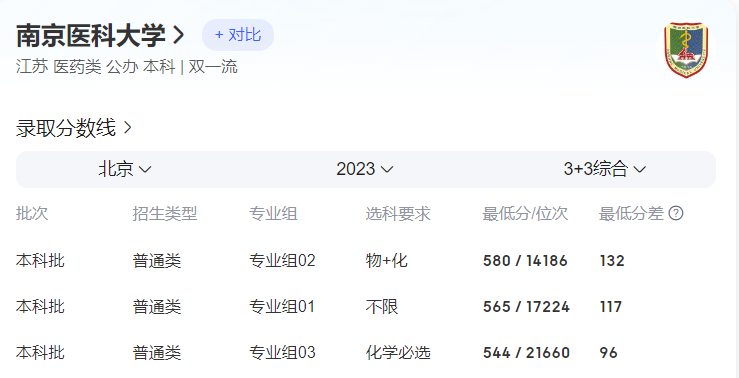 南京医科大学 + 对比
江苏 医药类 公办 本科 | 双一流
录取分数线
北京 2023 3+3综合
批次 招生类型 专业组 选科要求 最低分/位次 最低分差 ?
本科批 普通类 专业组02 物+化 580 / 14186 132
本科批 普通类 专业组01 不限 565 / 17224 117
本科批 普通类 专业组03 化学必选 544 / 21660 96